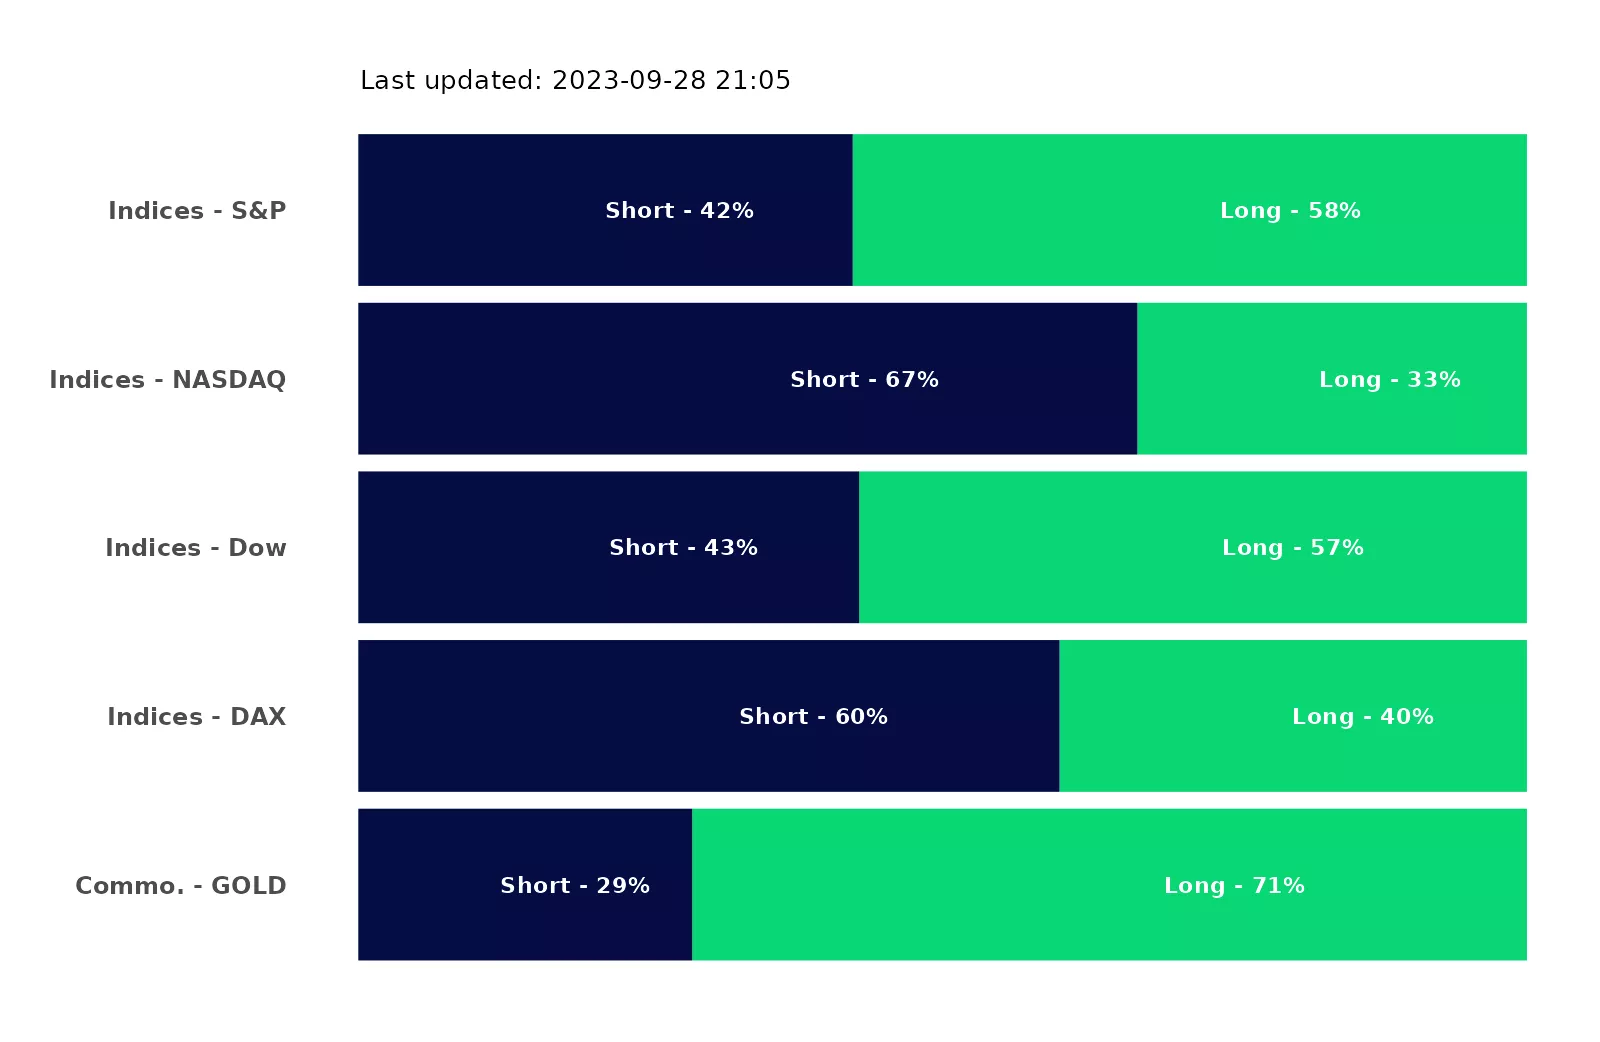 Last updated: 2023-09-28 21:05
Indices - S&P Short - 42% Long - 58%
Indices - NASDAQ Short - 67% Long - 33%
Indices - Dow Short - 43% Long - 57%
Indices - DAX Short - 60% Long - 40%
Commo. - GOLD Short - 29% Long - 71%